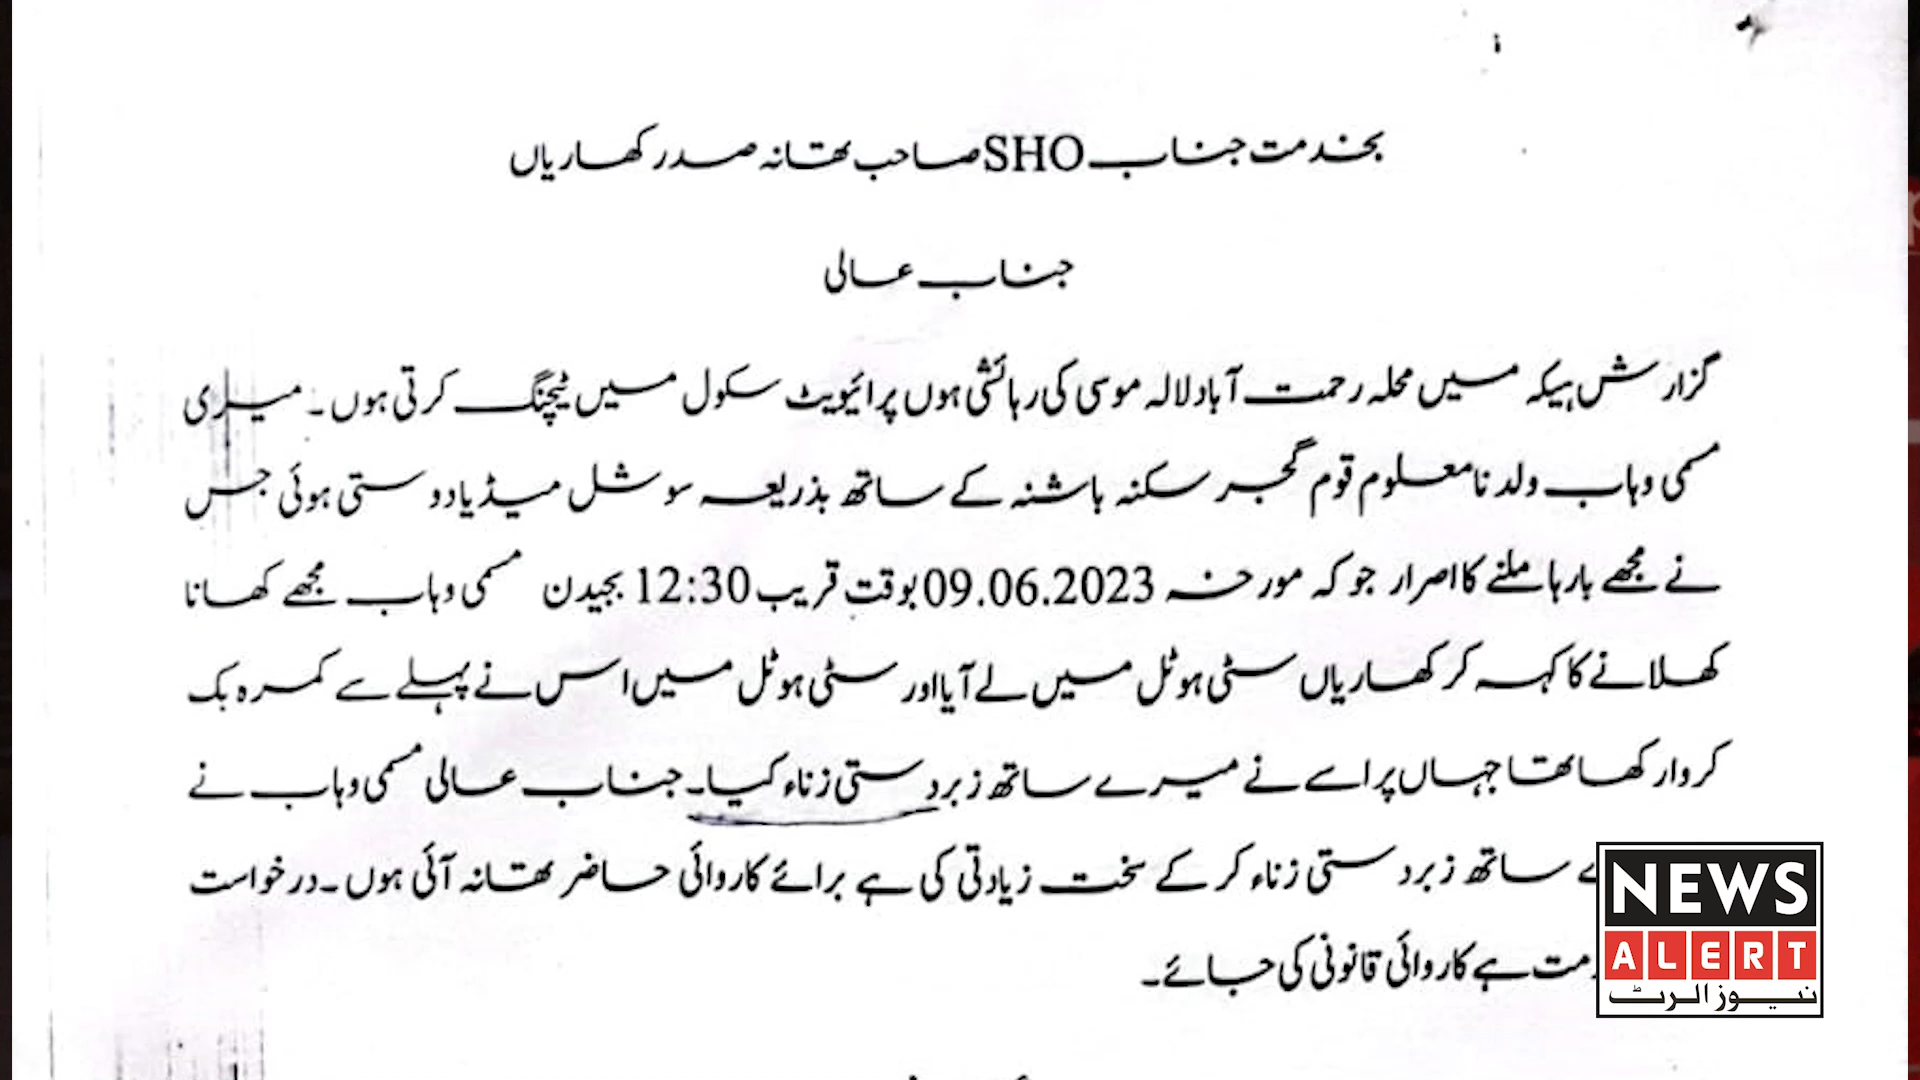 بخدمت جناب SHO صاحب تھانہ صدر کھاریاں
جناب عالی
گزارش ہیکہ میں محلہ رحمت آباد لالہ موسی کی رہائشی ہوں پرائیویٹ سکول میں ٹیچنگ کرتی ہوں۔ میری
مسمی وہاب ولد نامعلوم قوم گجر سکنہ باشنہ کے ساتھ بذریعہ سوشل میڈیا دوستی ہوئی جس
نے مجھے بارہا ملنے کا اصرار جو کہ مورخہ 09.06.2023 بوقت قریب 12:30 بجیدن مسمی وہاب مجھے کھانا
کھلانے کا کہہ کر کھاریاں سٹی ہوٹل میں لے آیا اور سٹی ہوٹل میں اس نے پہلے سے کمرہ بک
کروا رکھا تھا جہاں پر اے نے میرے ساتھ زبردستی زناء کیا۔ جناب عالی مسمی وہاب نے
ساتھ زبردستی زناء کر کے سخت زیادتی کی ہے برائے کاروائی حاضر تھانہ آئی ہوں۔ درخواست
ہے کاروائی قانونی کی جائے۔
NEWS
ALERT
نیوز الرٹ